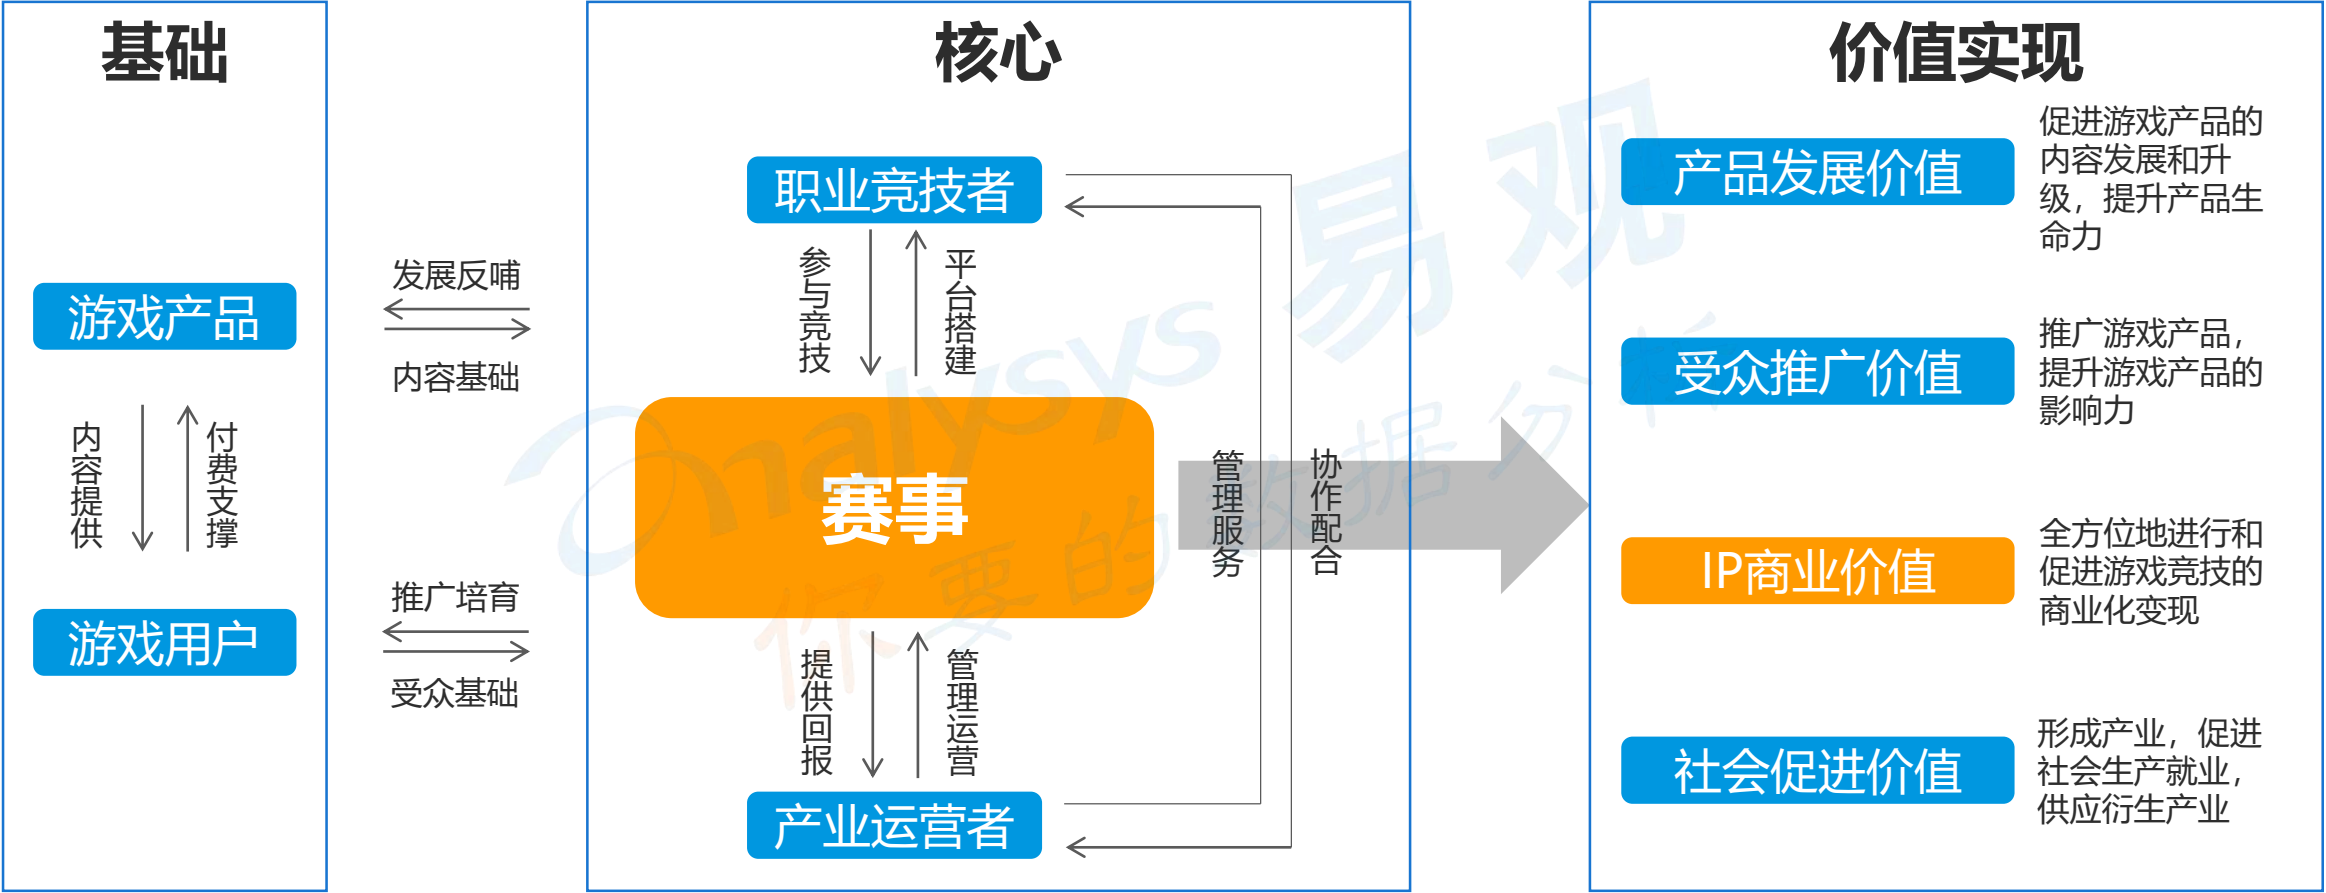 基础
游戏产品
内容提供
付费支撑
游戏用户
发展反哺
内容基础
推广培育
受众基础
核心
职业竞技者
参与竞技
平台搭建
赛事
提供回报
管理运营
产业运营者
管理服务
协作配合
价值实现
产品发展价值
促进游戏产品的
内容发展和升
级，提升产品生
命力
受众推广价值
推广游戏产品，
提升游戏产品的
影响力
IP商业价值
全方位地进行和
促进游戏竞技的
商业化变现
社会促进价值
形成产业，促进
社会生产就业，
供应衍生产业
analysys 易观
你要的数据分析